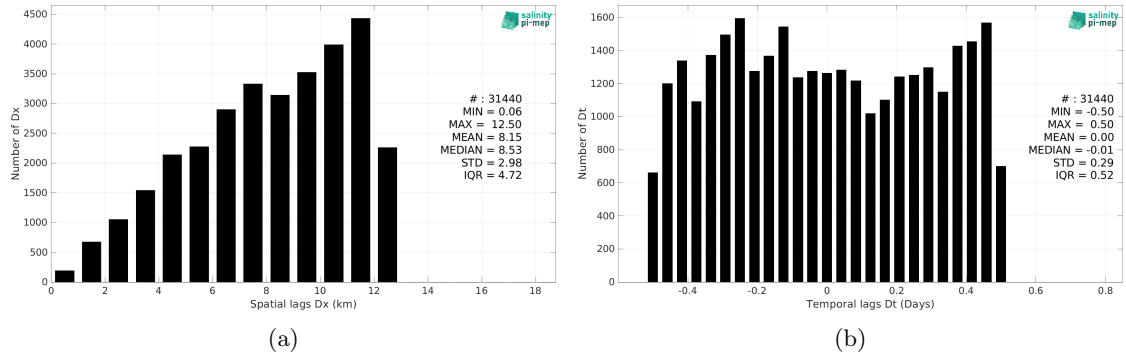 4500
4000
3500
3000
2500
2000
1500
1000
500
0
Number of Dx
salinity
pi-mep
# : 31440
MIN = 0.06
MAX = 12.50
MEAN = 8.15
MEDIAN = 8.53
STD = 2.98
IQR = 4.72
0 2 4 6 8 10 12 14 16 18
Spatial lags Dx (km)
(a)
1600
1400
1200
1000
800
600
400
200
0
Number of Dt
salinity
pi-mep
# : 31440
MIN = -0.50
MAX = 0.50
MEAN = 0.00
MEDIAN = -0.01
STD = 0.29
IQR = 0.52
-0.4 -0.2 0 0.2 0.4 0.6 0.8
Temporal lags Dt (Days)
(b)